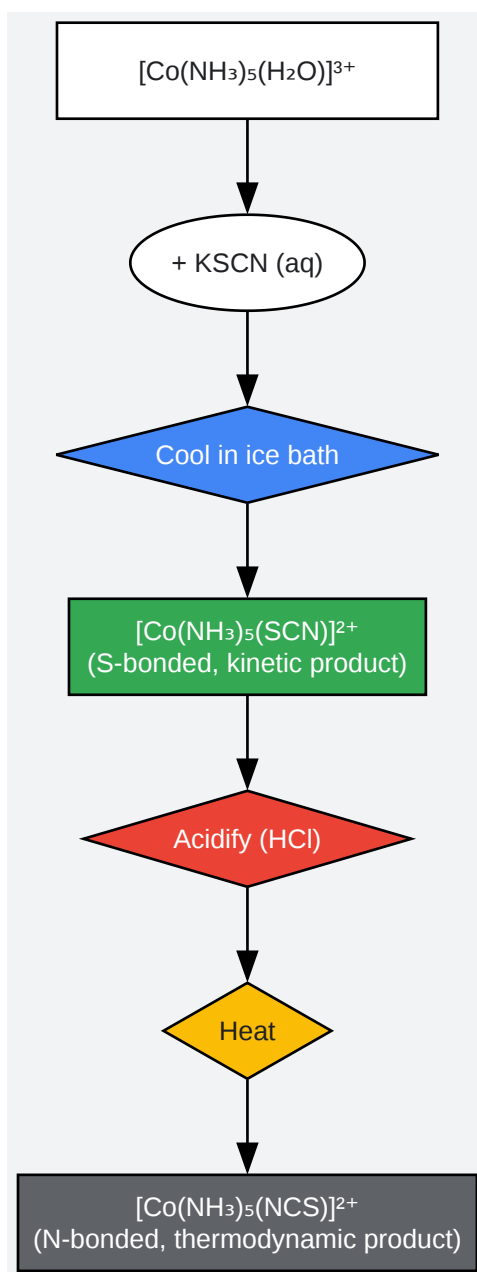 [Co(NH₃)₅(H₂O)]³⁺
+ KSCN (aq)
Cool in ice bath
[Co(NH₃)₅(SCN)]²⁺
(S-bonded, kinetic product)
Acidify (HCl)
Heat
[Co(NH₃)₅(NCS)]²⁺
(N-bonded, thermodynamic product)